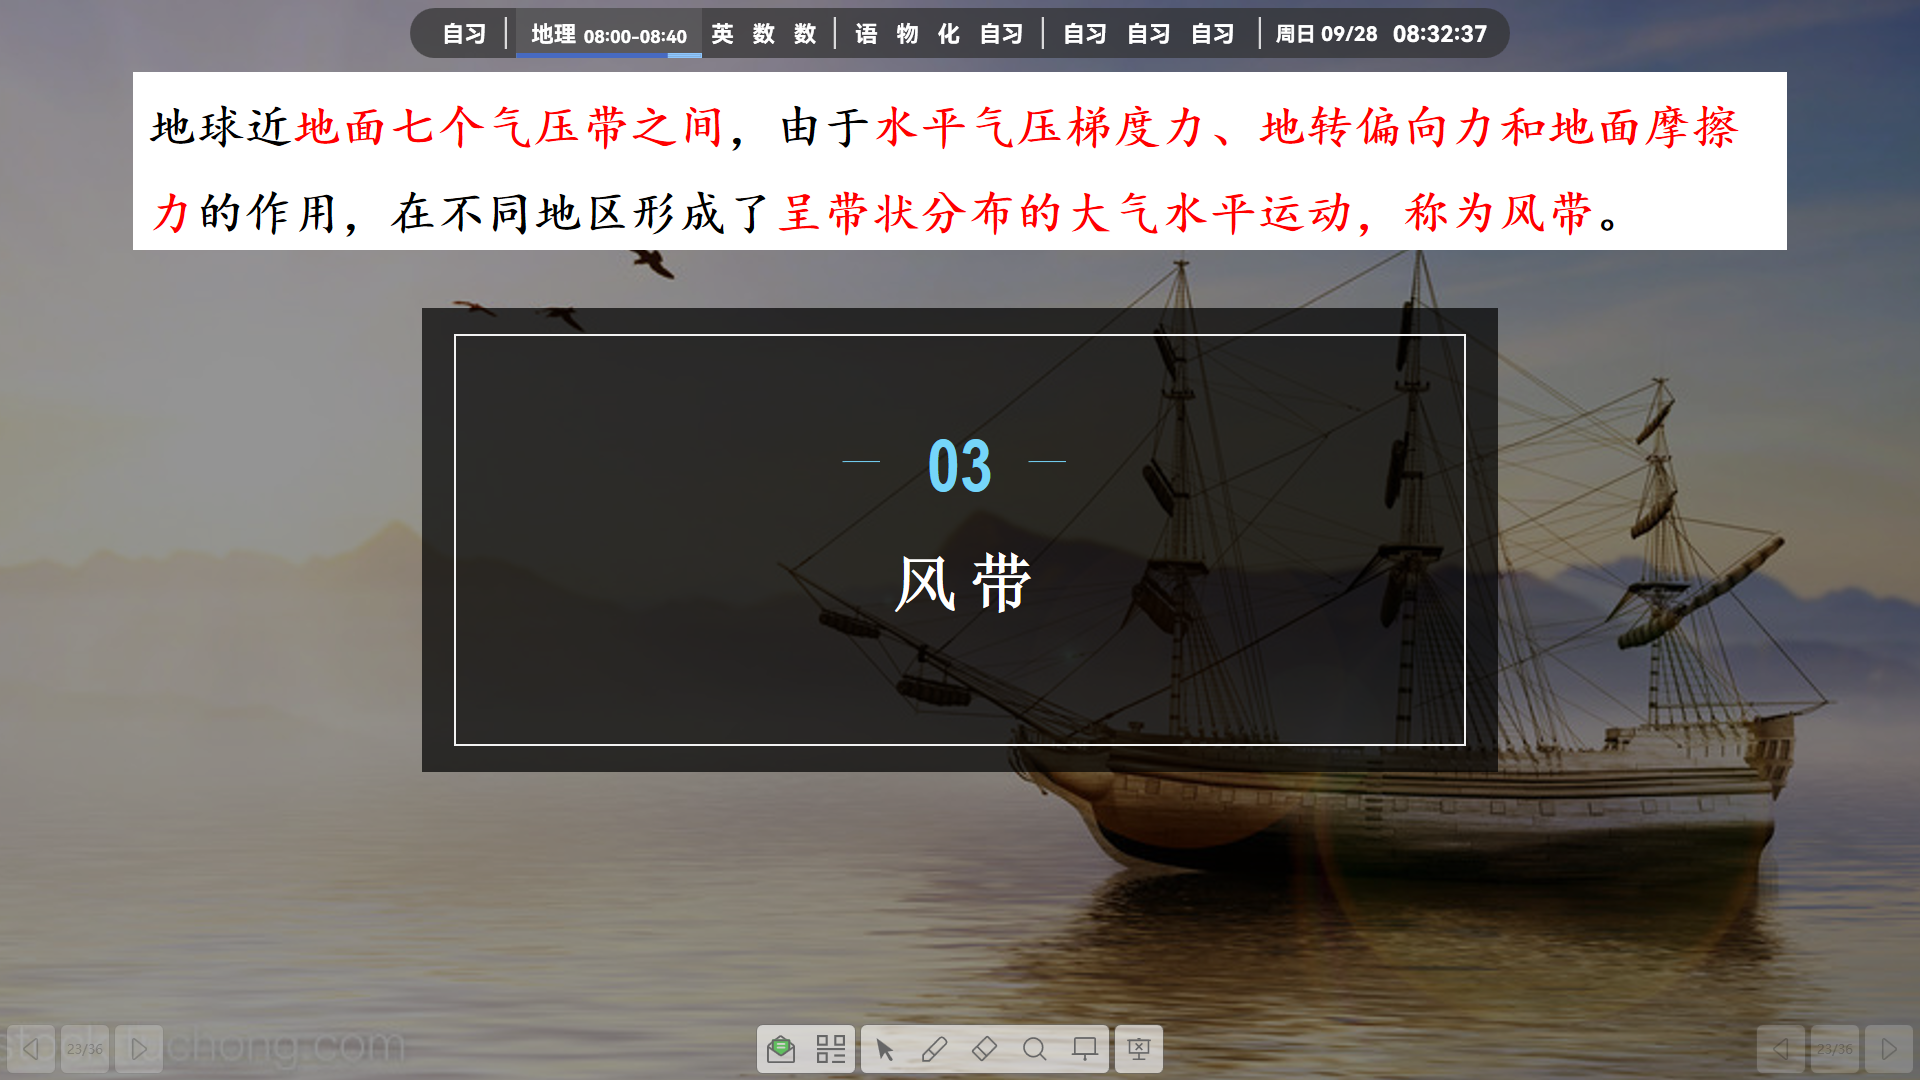 自习 地理 08:00-08:40 英 数 数 语 物 化 自习 自习 自习 自习 周日 09/28 08:32:37
地球近地面七个气压带之间，由于水平气压梯度力、地转偏向力和地面摩擦
力的作用，在不同地区形成了呈带状分布的大气水平运动，称为风带。
03
风带
23/36
chong.com
23/36